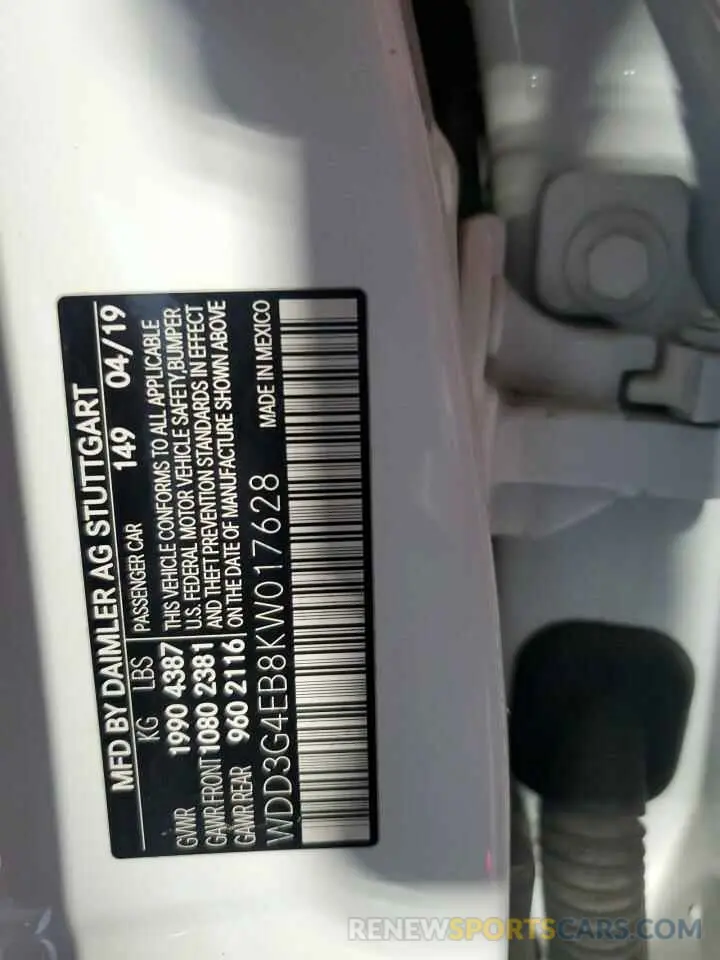 MFD BY DAIMLER AG STUTTGART
KG LBS PASSENGER CAR 149 04/19
GVWR 1990 4387 THIS VEHICLE CONFORMS TO ALL APPLICABLE
GAWR FRONT 1080 2381 U.S. FEDERAL MOTOR VEHICLE SAFETY,BUMPER
GAWR REAR 960 2116 AND THEFT PREVENTION STANDARDS IN EFFECT
ON THE DATE OF MANUFACTURE SHOWN ABOVE
WDD3G4EB8KW017628 MADE IN MEXICO
RENEWSPORTSCARS.COM